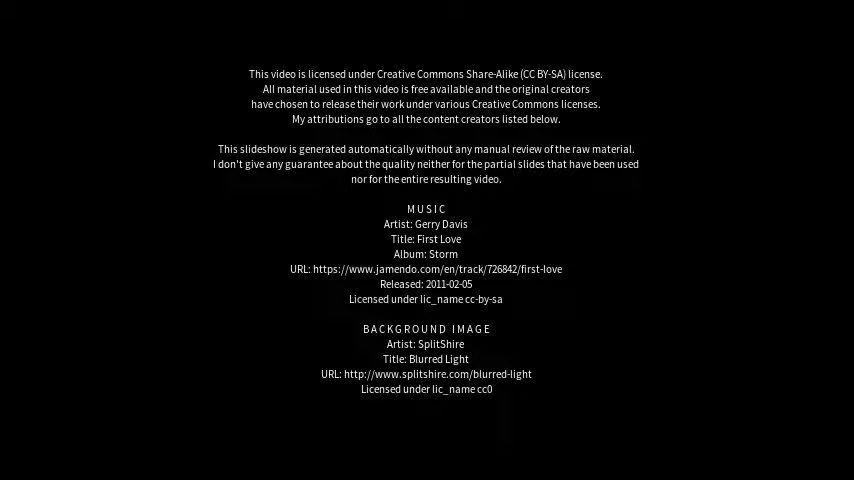 This video is licensed under Creative Commons Share-Alike (CC BY-SA) license.
All material used in this video is free available and the original creators
have chosen to release their work under various Creative Commons licenses.
My attributions go to all the content creators listed below.
This slideshow is generated automatically without any manual review of the raw material.
I don't give any guarantee about the quality neither for the partial slides that have been used
nor for the entire resulting video.
MUSIC
Artist: Gerry Davis
Title: First Love
Album: Storm
URL: https://www.jamendo.com/en/track/726842/first-love
Released: 2011-02-05
Licensed under lic_name cc-by-sa
BACKGROUND IMAGE
Artist: SplitShire
Title: Blurred Light
URL: http://www.splitshire.com/blurred-light
Licensed under lic_name cc0